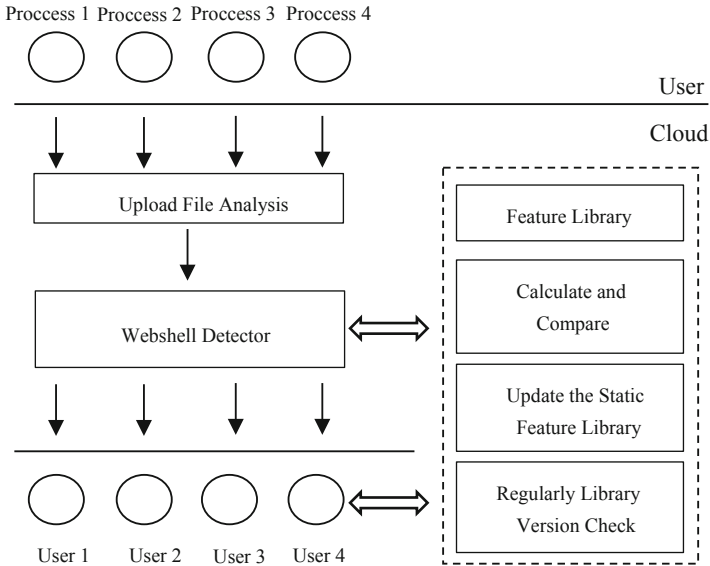 Proccess 1 Proccess 2 Proccess 3 Proccess 4
User
Cloud
Upload File Analysis
Webshell Detector
Feature Library
Calculate and
Compare
Update the Static
Feature Library
Regularly Library
Version Check
User 1 User 2 User 3 User 4